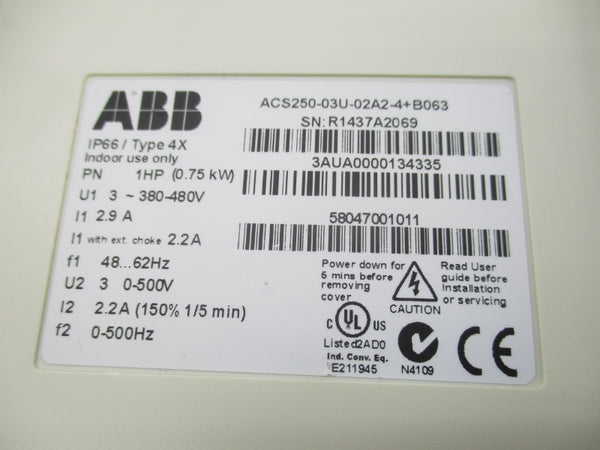 ABB
ACS250-03U-02A2-4+B063
SN: R1437A2069
IP66 / Type 4X
Indoor use only
3AUA0000134335
PN 1HP (0.75 kW)
U1 3 ~ 380-480V
I1 2.9 A
58047001011
I1 with ext. choke 2.2A
f1 48...62Hz
U2 3 0-500V
I2 2.2A (150% 1/5 min)
f2 0-500Hz
Power down for
5 mins before
removing
cover
CAUTION
Read User
guide before
installation
or servicing
C UL US
Listed2AD0
Ind. Conv. Eq.
E211945
N4109
CE